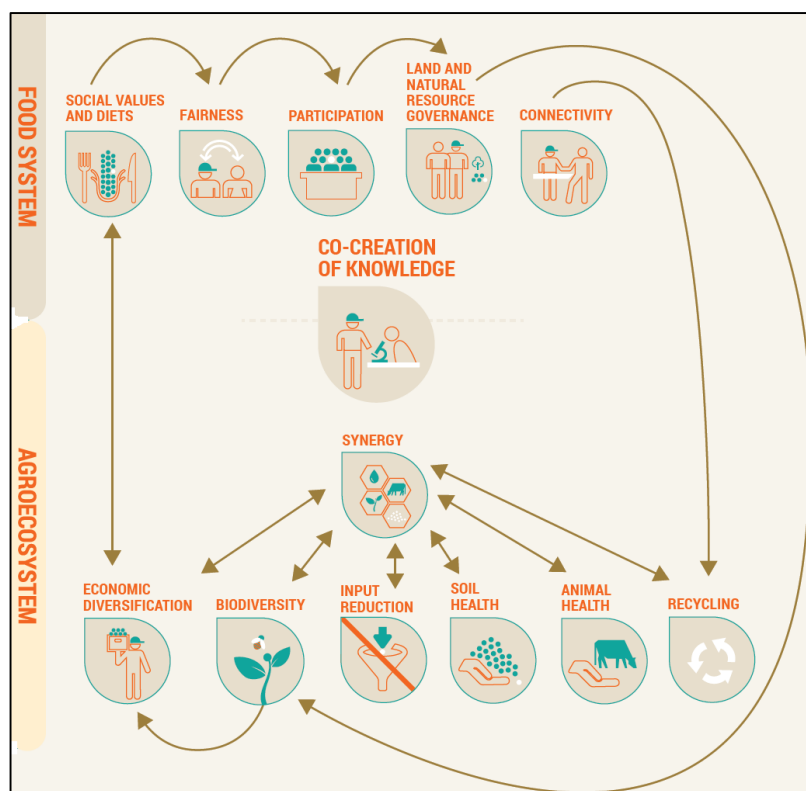 FOOD SYSTEM
SOCIAL VALUES
AND DIETS
FAIRNESS
PARTICIPATION
LAND AND
NATURAL
RESOURCE
GOVERNANCE
CONNECTIVITY
CO-CREATION
OF KNOWLEDGE
AGROECOSYSTEM
SYNERGY
ECONOMIC
DIVERSIFICATION
BIODIVERSITY
INPUT
REDUCTION
SOIL
HEALTH
ANIMAL
HEALTH
RECYCLING